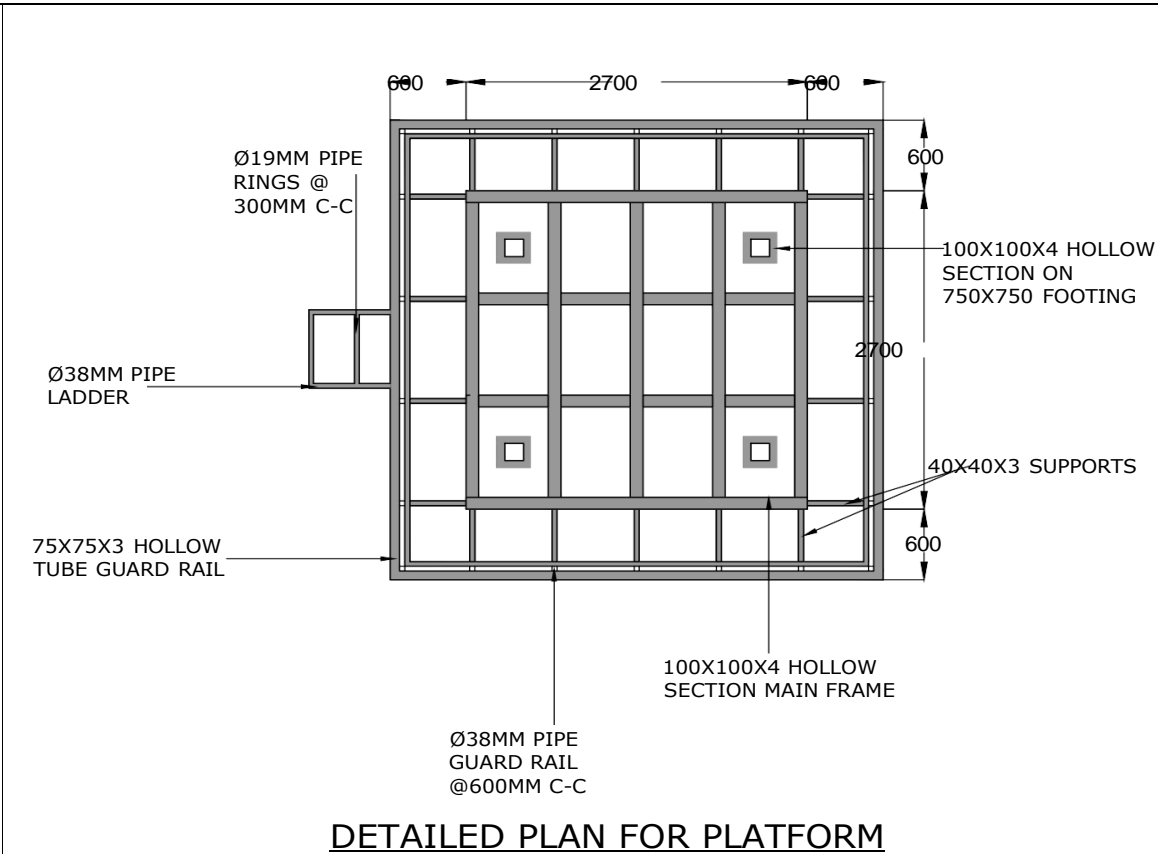 600
2700
600
Ø19MM PIPE
RINGS @
300MM C-C
600
100X100X4 HOLLOW
SECTION ON
750X750 FOOTING
2700
Ø38MM PIPE
LADDER
40X40X3 SUPPORTS
75X75X3 HOLLOW
TUBE GUARD RAIL
600
100X100X4 HOLLOW
SECTION MAIN FRAME
Ø38MM PIPE
GUARD RAIL
@600MM C-C
DETAILED PLAN FOR PLATFORM